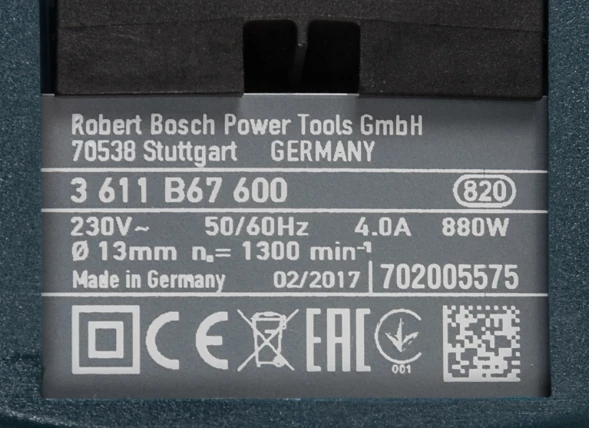 Robert Bosch Power Tools GmbH
70538 Stuttgart GERMANY
3 611 B67 600 820
230V~ 50/60Hz 4.0A 880W
Ø 13mm n₀= 1300 min⁻¹
Made in Germany 02/2017 702005575
CE EAC
001